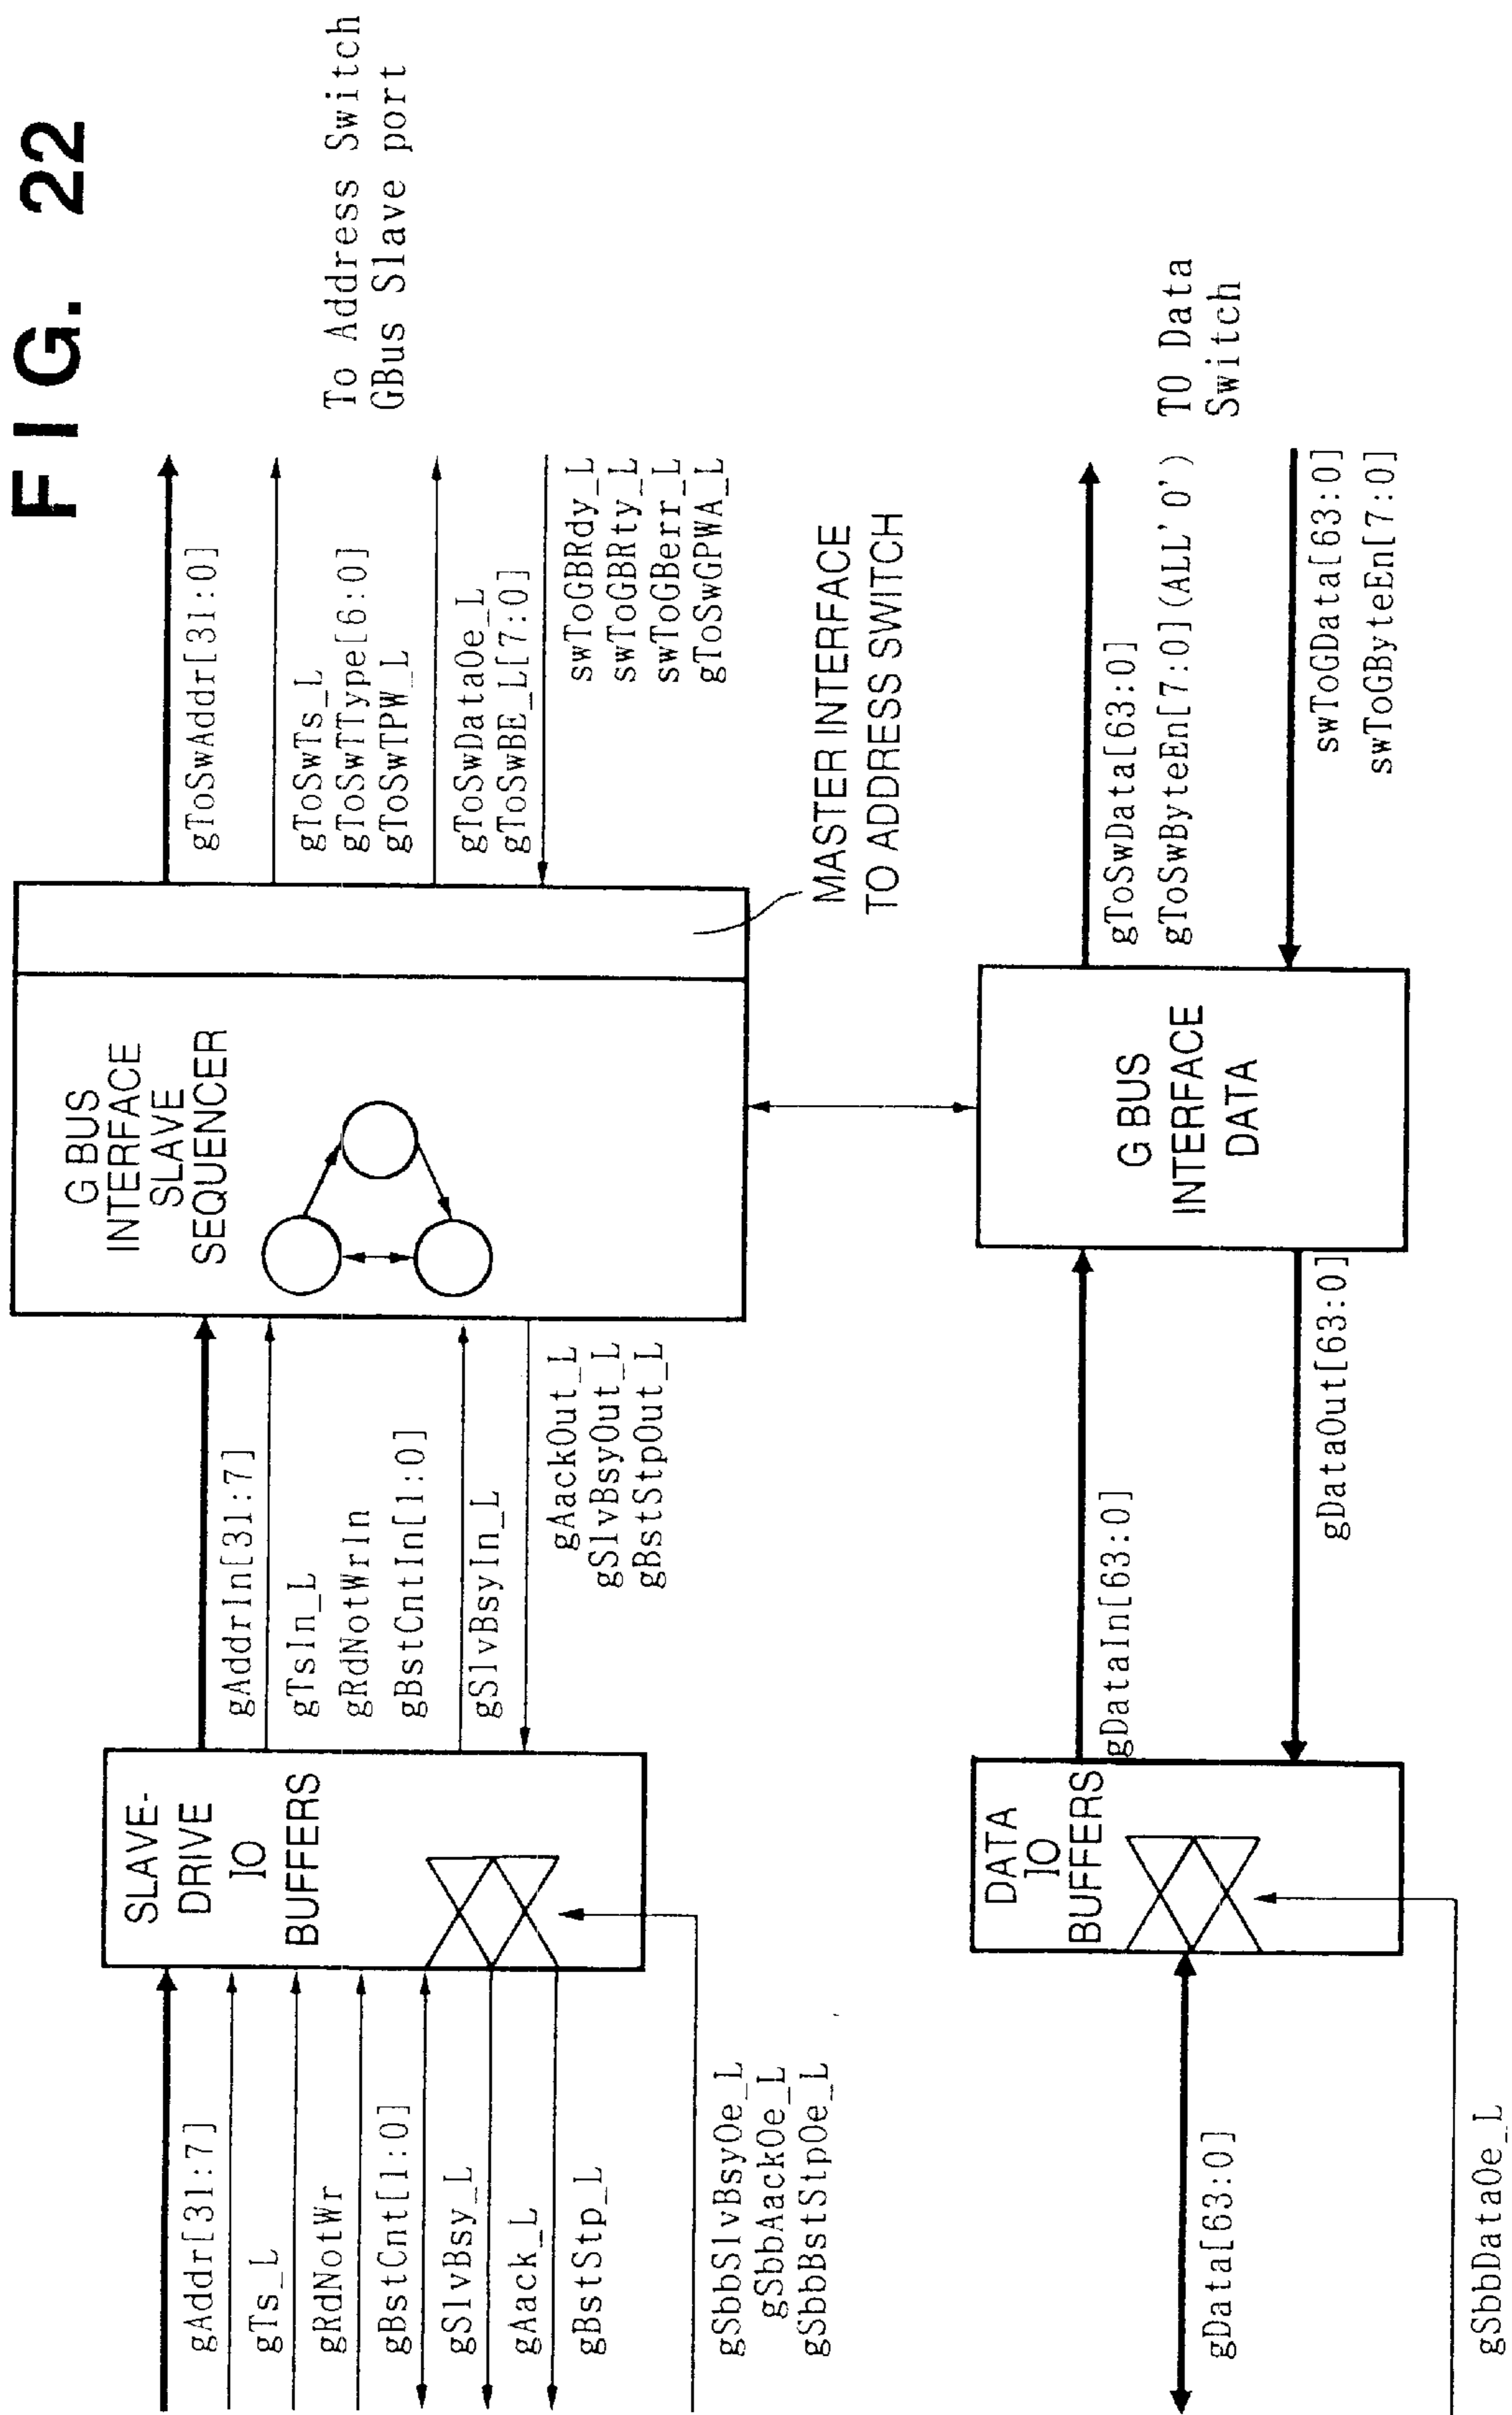 FIG. 22
gAddr[31:7]
gTs_L
gRdNotWr
gBstCnt[1:0]
gSlvBsy_L
gAack_L
gBstStp_L
gSbbSlvBsyOe_L
gSbbAackOe_L
gSbbBstStpOe_L
SLAVE-
DRIVE
IO
BUFFERS
gAddrIn[31:7]
gTsIn_L
gRdNotWrIn
gBstCntIn[1:0]
gSlvBsyIn_L
gAackOut_L
gSlvBsyOut_L
gBstStpOut_L
G BUS
INTERFACE
SLAVE
SEQUENCER
gToSwAddr[31:0]
gToSwTs_L
gToSwTType[6:0]
gToSwTPW_L
gToSwDataOe_L
gToSwBE_L[7:0]
swToGBRdy_L
swToGBRty_L
swToGBerr_L
gToSwGPWA_L
To Address Switch
GBus Slave port
MASTER INTERFACE
TO ADDRESS SWITCH
gData[63:0]
gSbbDataOe_L
DATA
IO
BUFFERS
gDataIn[63:0]
gDataOut[63:0]
G BUS
INTERFACE
DATA
gToSwData[63:0]
gToSwByteEn[7:0](ALL'0')
TO Data
Switch
swToGData[63:0]
swToGByteEn[7:0]